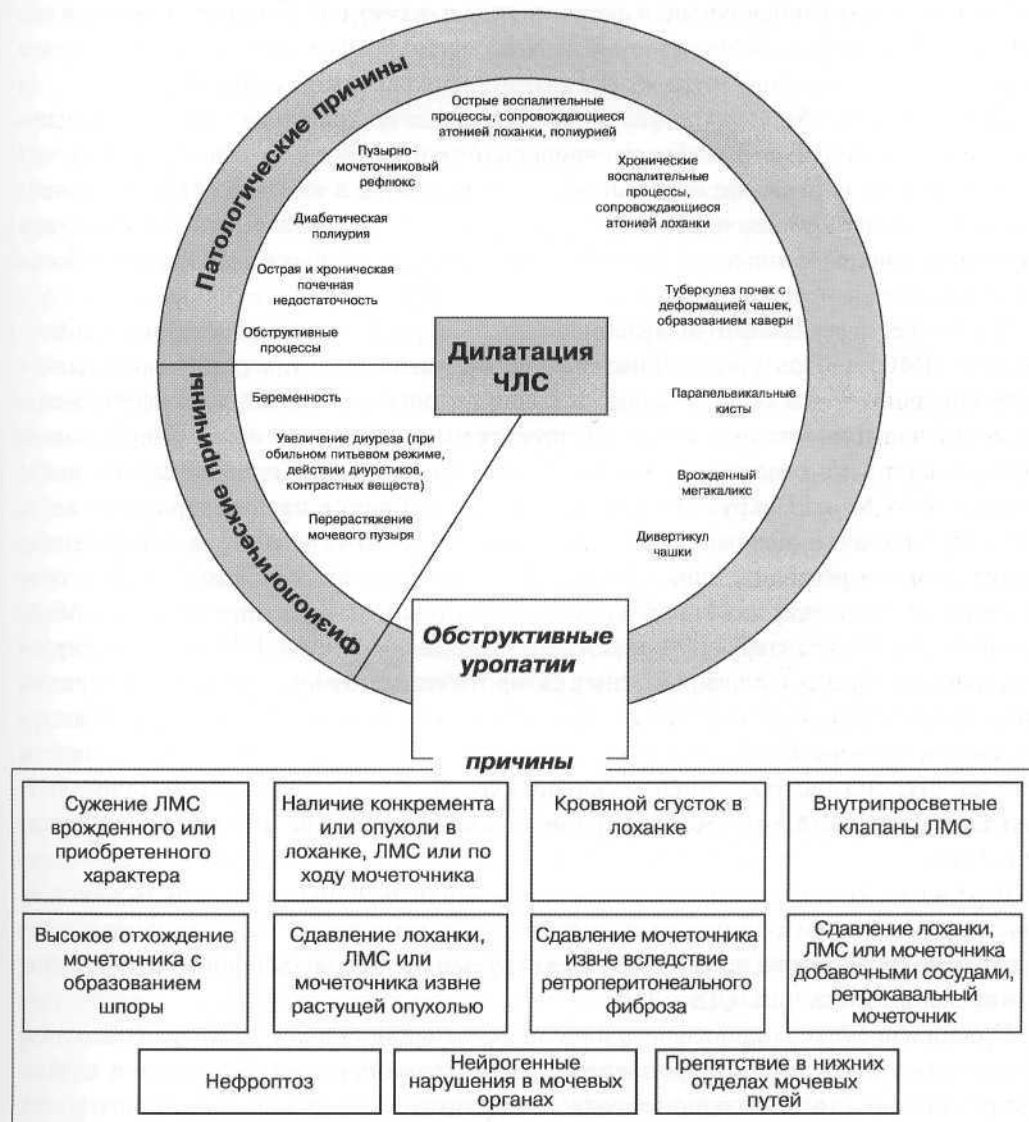 Патологические причины
Физиологические причины
Острые воспалительные
процессы, сопровождающиеся
атонией лоханки, полиурией
Пузырно-
мочеточниковый
рефлюкс
Хронические
воспалительные
процессы,
сопровождающиеся
атонией лоханки
Диабетическая
полиурия
Острая и хроническая
почечная
недостаточность
Туберкулез почек с
деформацией чашек,
образованием каверн
Обструктивные
процессы
Дилатация
ЧЛС
Беременность
Парапельвикальные
кисты
Увеличение диуреза (при
обильном питьевом режиме,
действии диуретиков,
контрастных веществ)
Врожденный
мегакаликс
Перерастяжение
мочевого пузыря
Дивертикул
чашки
Обструктивные
уропатии
причины
Сужение ЛМС
врожденного или
приобретенного
характера
Наличие конкремента
или опухоли в
лоханке, ЛМС или по
ходу мочеточника
Кровяной сгусток в
лоханке
Внутрипросветные
клапаны ЛМС
Высокое отхождение
мочеточника с
образованием
шпоры
Сдавление лоханки,
ЛМС или
мочеточника извне
растущей опухолью
Сдавление мочеточника
извне вследствие
ретроперитонеального
фиброза
Сдавление лоханки,
ЛМС или мочеточника
добавочными сосудами,
ретрокавальный
мочеточник
Нефроптоз
Нейрогенные
нарушения в мочевых
органах
Препятствие в нижних
отделах мочевых
путей